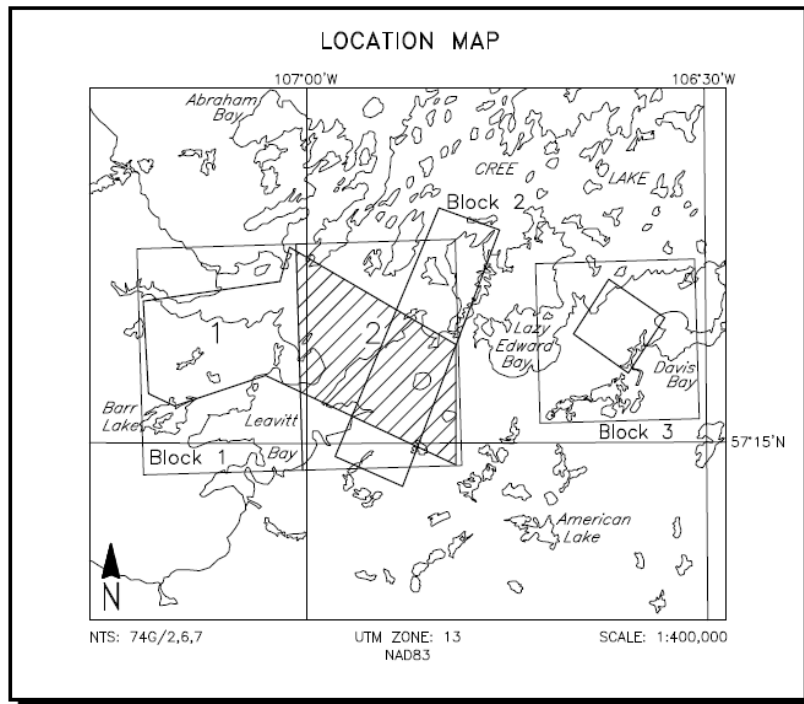 LOCATION MAP
107°00'W
106°30'W
Abraham
Bay
CREE
LAKE
Block 2
1
2
Lazy
Edward
Bay
Davis
Bay
Barr
Lake
Leavitt
Bay
Block 1
Block 3
57°15'N
American
Lake
N
NTS: 74G/2,6,7
UTM ZONE: 13
SCALE: 1:400,000
NAD83